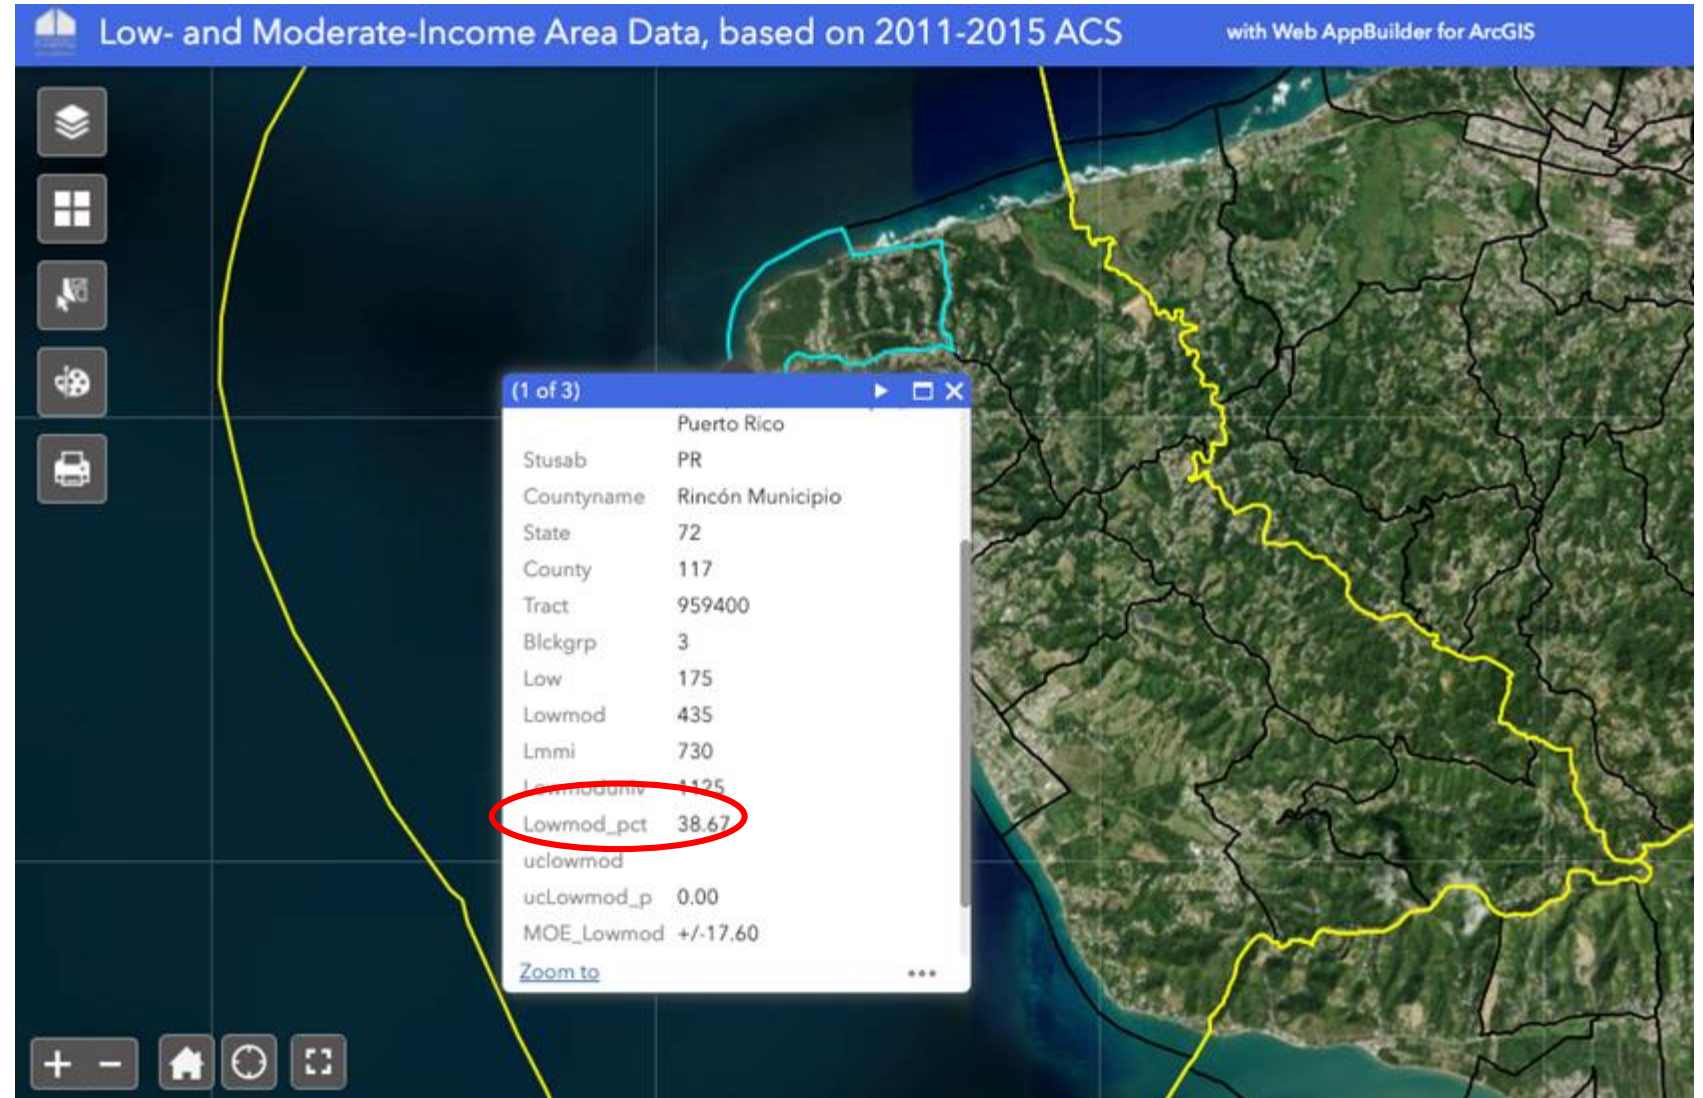 Low- and Moderate-Income Area Data, based on 2011-2015 ACS with Web AppBuilder for ArcGIS
(1 of 3)
Puerto Rico
Stusab PR
Countyname Rincón Municipio
State 72
County 117
Tract 959400
Blckgrp 3
Low 175
Lowmod 435
Lmmi 730
Lowmoduniv 1125
Lowmod_pct 38.67
uclowmod
ucLowmod_p 0.00
MOE_Lowmod +/-17.60
Zoom to